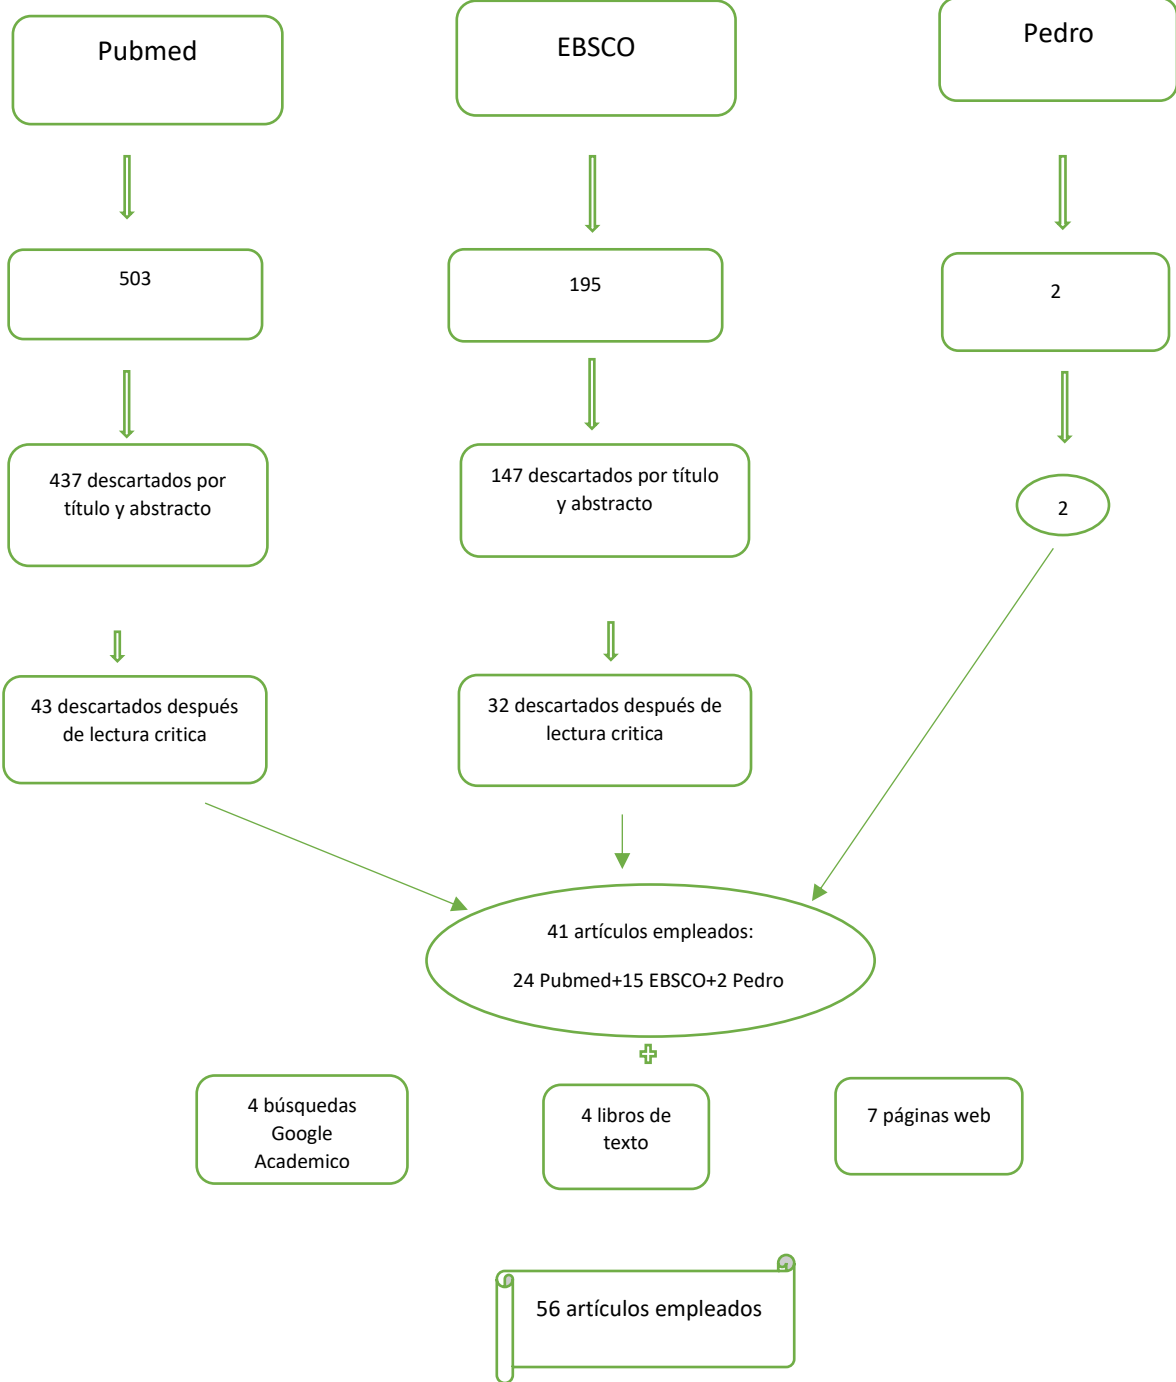 Pubmed
EBSCO
Pedro
503
195
2
437 descartados por
título y abstracto
147 descartados por título
y abstracto
2
43 descartados después
de lectura critica
32 descartados después de
lectura critica
41 artículos empleados:
24 Pubmed+15 EBSCO+2 Pedro
4 búsquedas
Google
Academico
4 libros de
texto
7 páginas web
56 artículos empleados